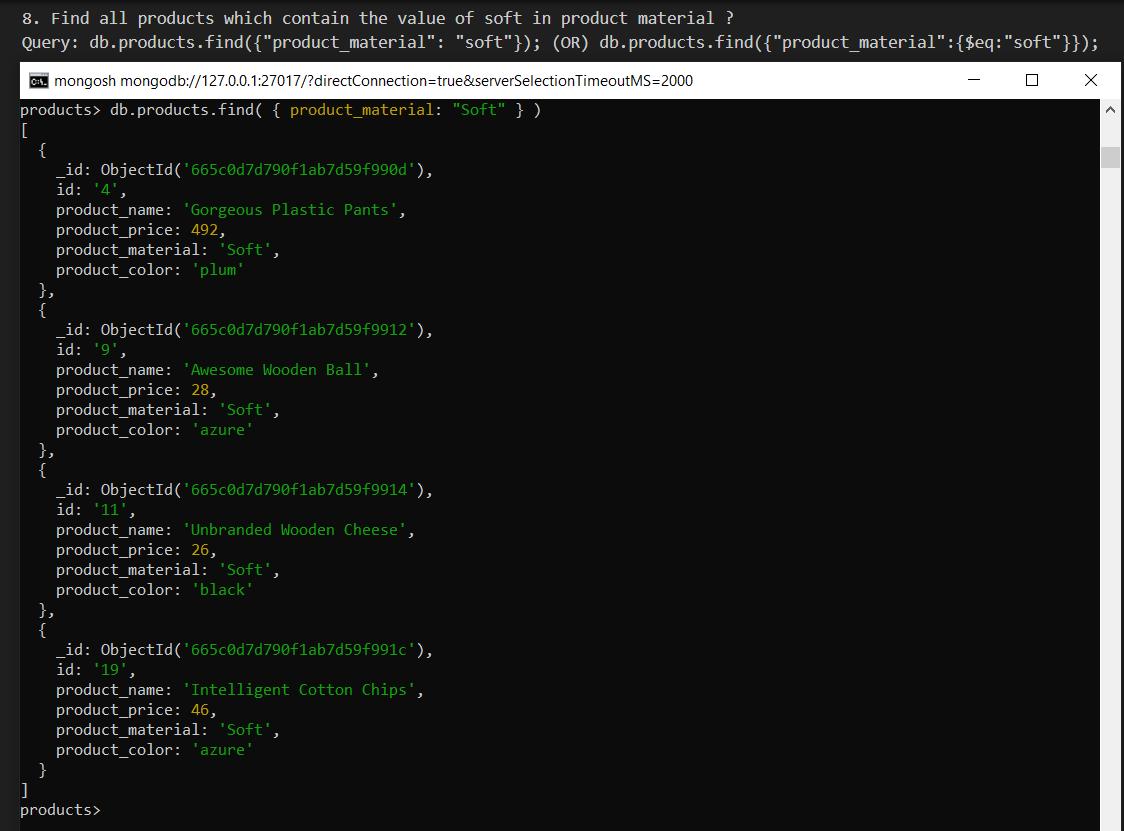 8. Find all products which contain the value of soft in product material ?
Query: db.products.find({"product_material": "soft"}); (OR) db.products.find({"product_material":{$eq:"soft"}});
mongosh mongodb://127.0.0.1:27017/?directConnection=true&serverSelectionTimeoutMS=2000
products> db.products.find( { product_material: "Soft" } )
[
  {
    _id: ObjectId('665c0d7d790f1ab7d59f990d'),
    id: '4',
    product_name: 'Gorgeous Plastic Pants',
    product_price: 492,
    product_material: 'Soft',
    product_color: 'plum'
  },
  {
    _id: ObjectId('665c0d7d790f1ab7d59f9912'),
    id: '9',
    product_name: 'Awesome Wooden Ball',
    product_price: 28,
    product_material: 'Soft',
    product_color: 'azure'
  },
  {
    _id: ObjectId('665c0d7d790f1ab7d59f9914'),
    id: '11',
    product_name: 'Unbranded Wooden Cheese',
    product_price: 26,
    product_material: 'Soft',
    product_color: 'black'
  },
  {
    _id: ObjectId('665c0d7d790f1ab7d59f991c'),
    id: '19',
    product_name: 'Intelligent Cotton Chips',
    product_price: 46,
    product_material: 'Soft',
    product_color: 'azure'
  }
]
products>